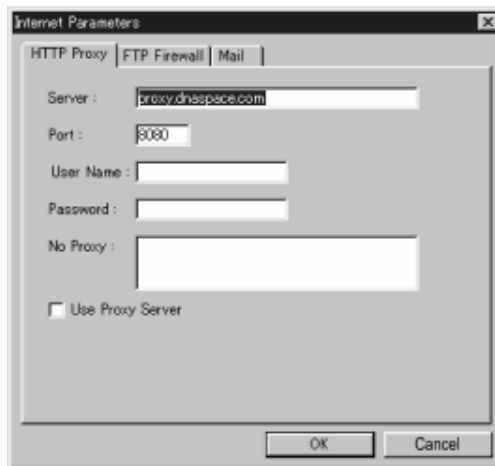 Internet Parameters
HTTP Proxy FTP Firewall Mail
Server : proxy.dnaspace.com
Port : 8080
User Name :
Password :
No Proxy :
Use Proxy Server
OK Cancel